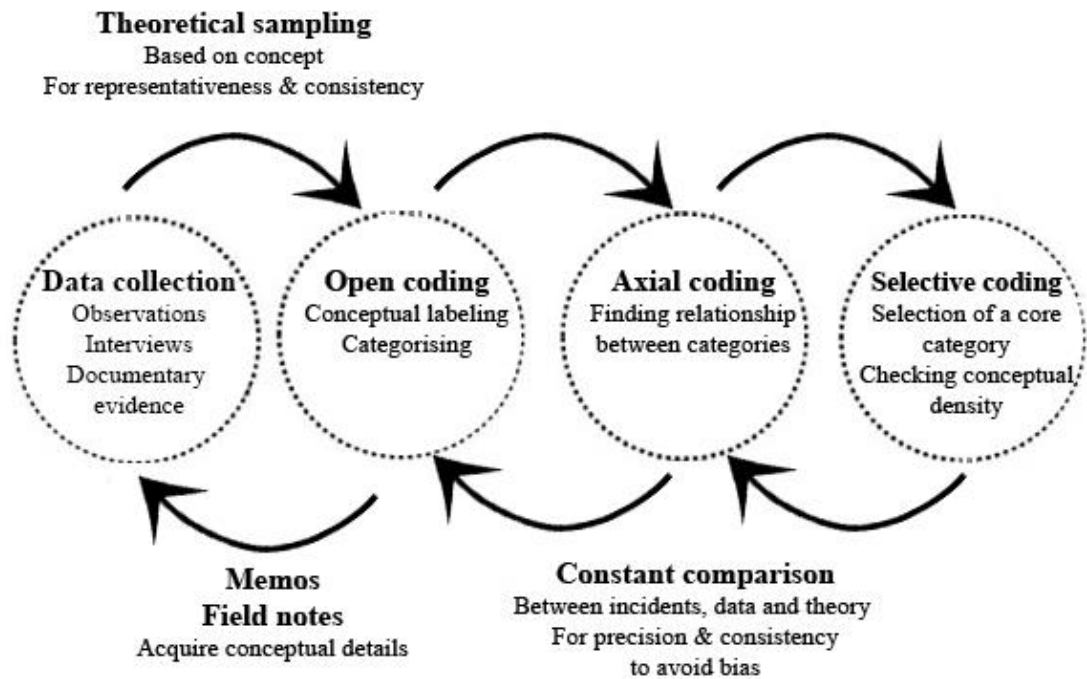 Theoretical sampling
Based on concept
For representativeness & consistency
Data collection
Observations
Interviews
Documentary
evidence
Open coding
Conceptual labeling
Categorising
Axial coding
Finding relationship
between categories
Selective coding
Selection of a core
category
Checking conceptual
density
Memos
Field notes
Acquire conceptual details
Constant comparison
Between incidents, data and theory
For precision & consistency
to avoid bias